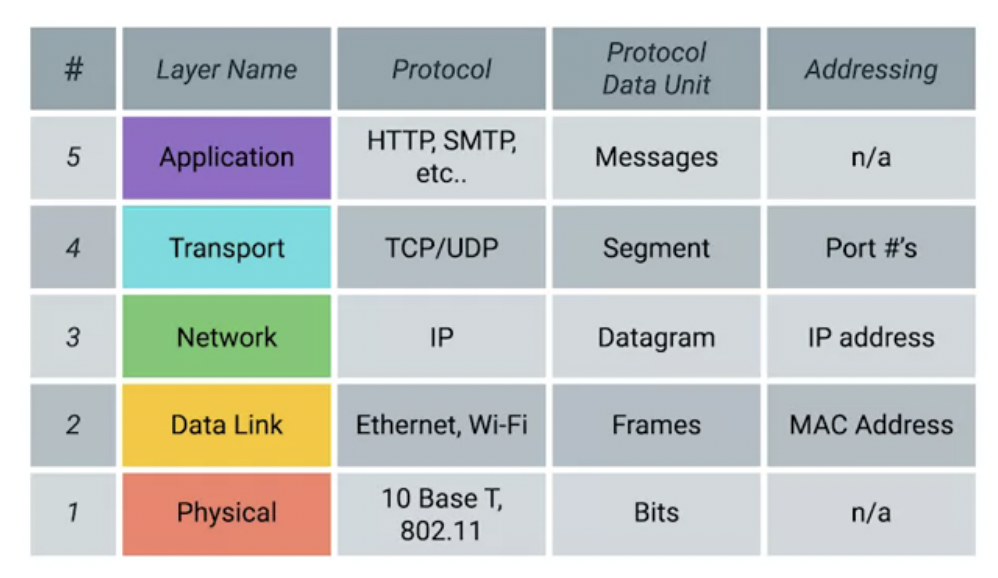 # Layer Name Protocol Protocol Data Unit Addressing
5 Application HTTP, SMTP, etc.. Messages n/a
4 Transport TCP/UDP Segment Port #'s
3 Network IP Datagram IP address
2 Data Link Ethernet, Wi-Fi Frames MAC Address
1 Physical 10 Base T, 802.11 Bits n/a